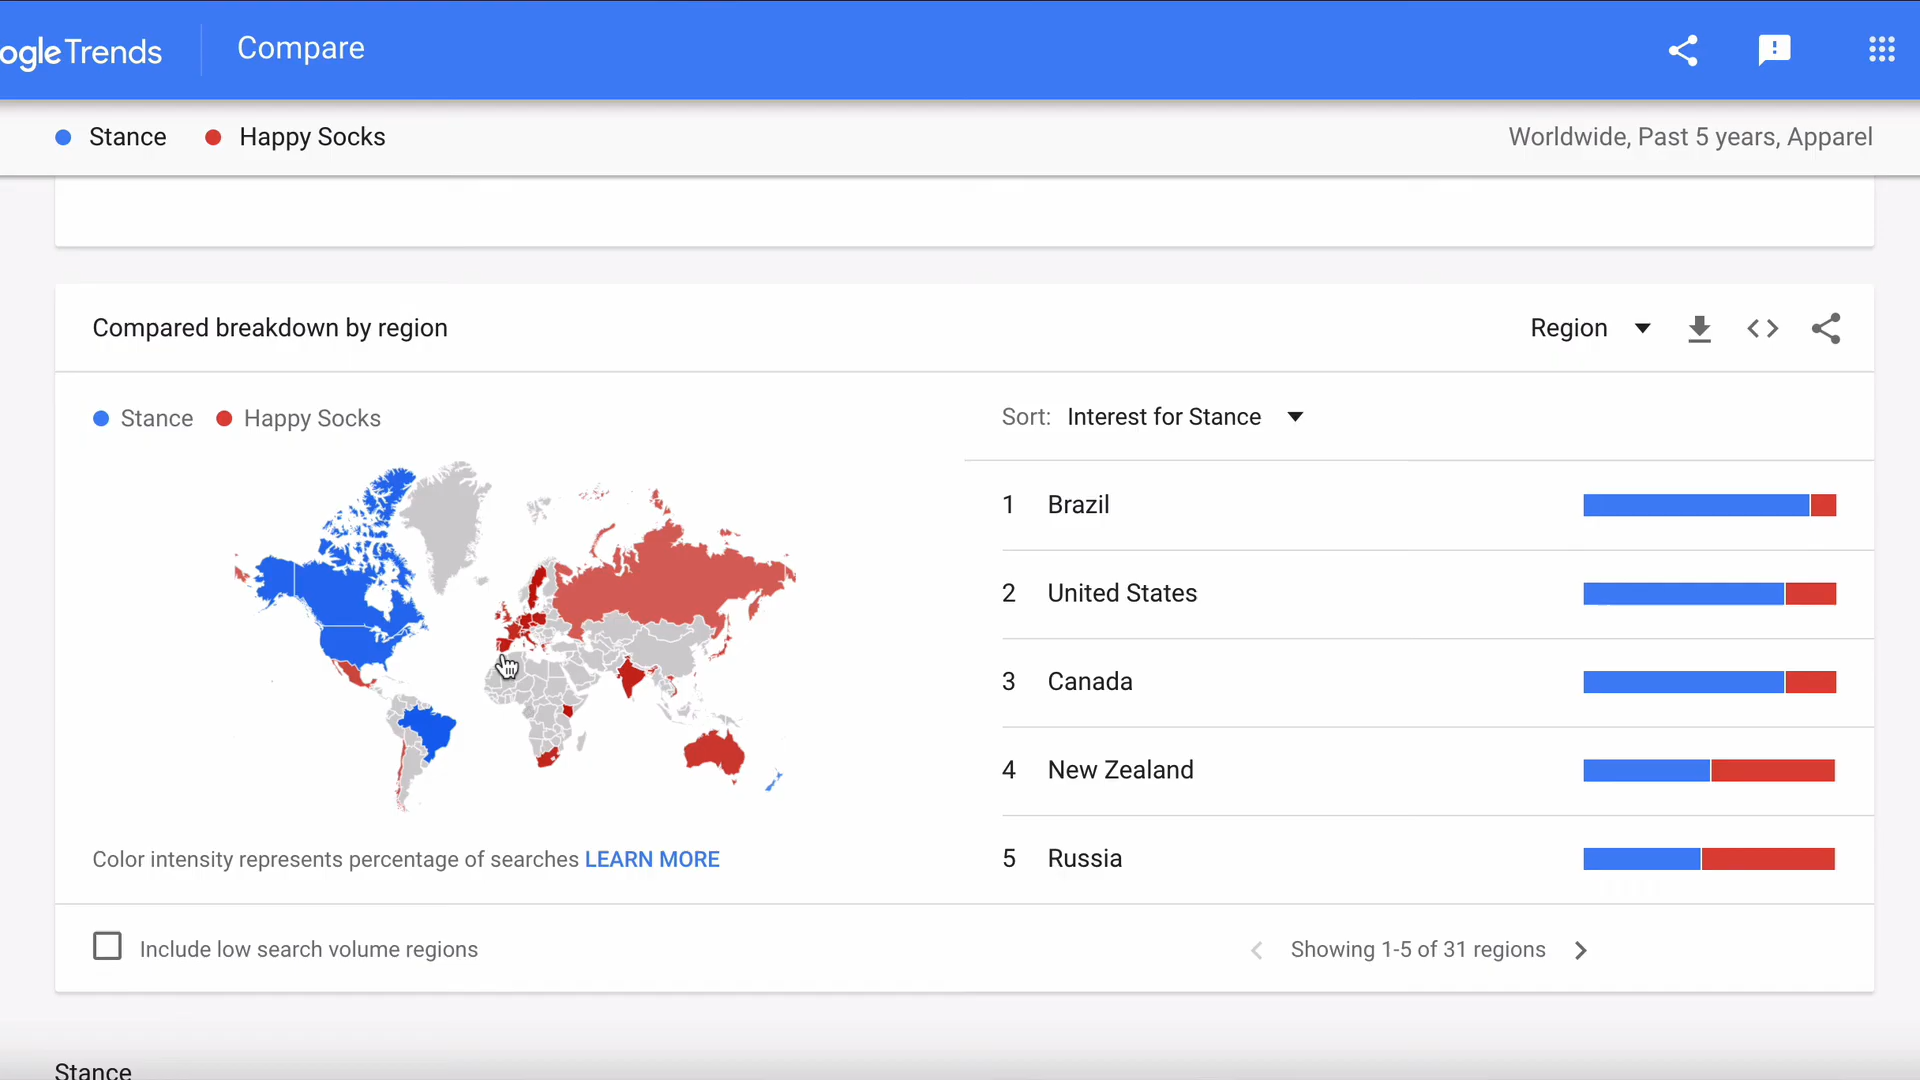 ogle Trends
Compare
Stance
Happy Socks
Worldwide, Past 5 years, Apparel
Compared breakdown by region
Region
Stance
Happy Socks
Sort: Interest for Stance
1 Brazil
2 United States
3 Canada
4 New Zealand
5 Russia
Color intensity represents percentage of searches LEARN MORE
Include low search volume regions
Showing 1-5 of 31 regions
Stance